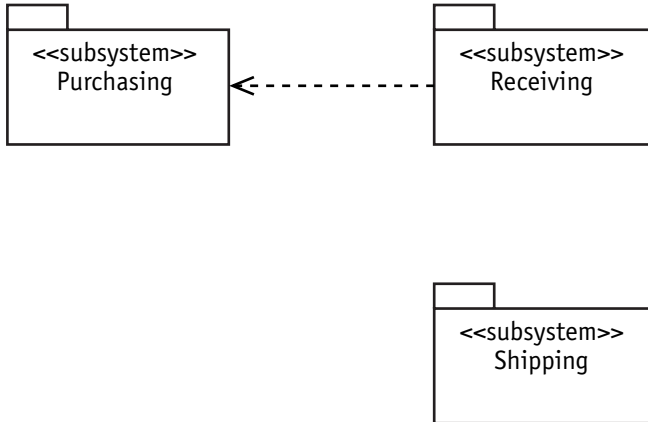 <<subsystem>>
Purchasing
<<subsystem>>
Receiving
<<subsystem>>
Shipping